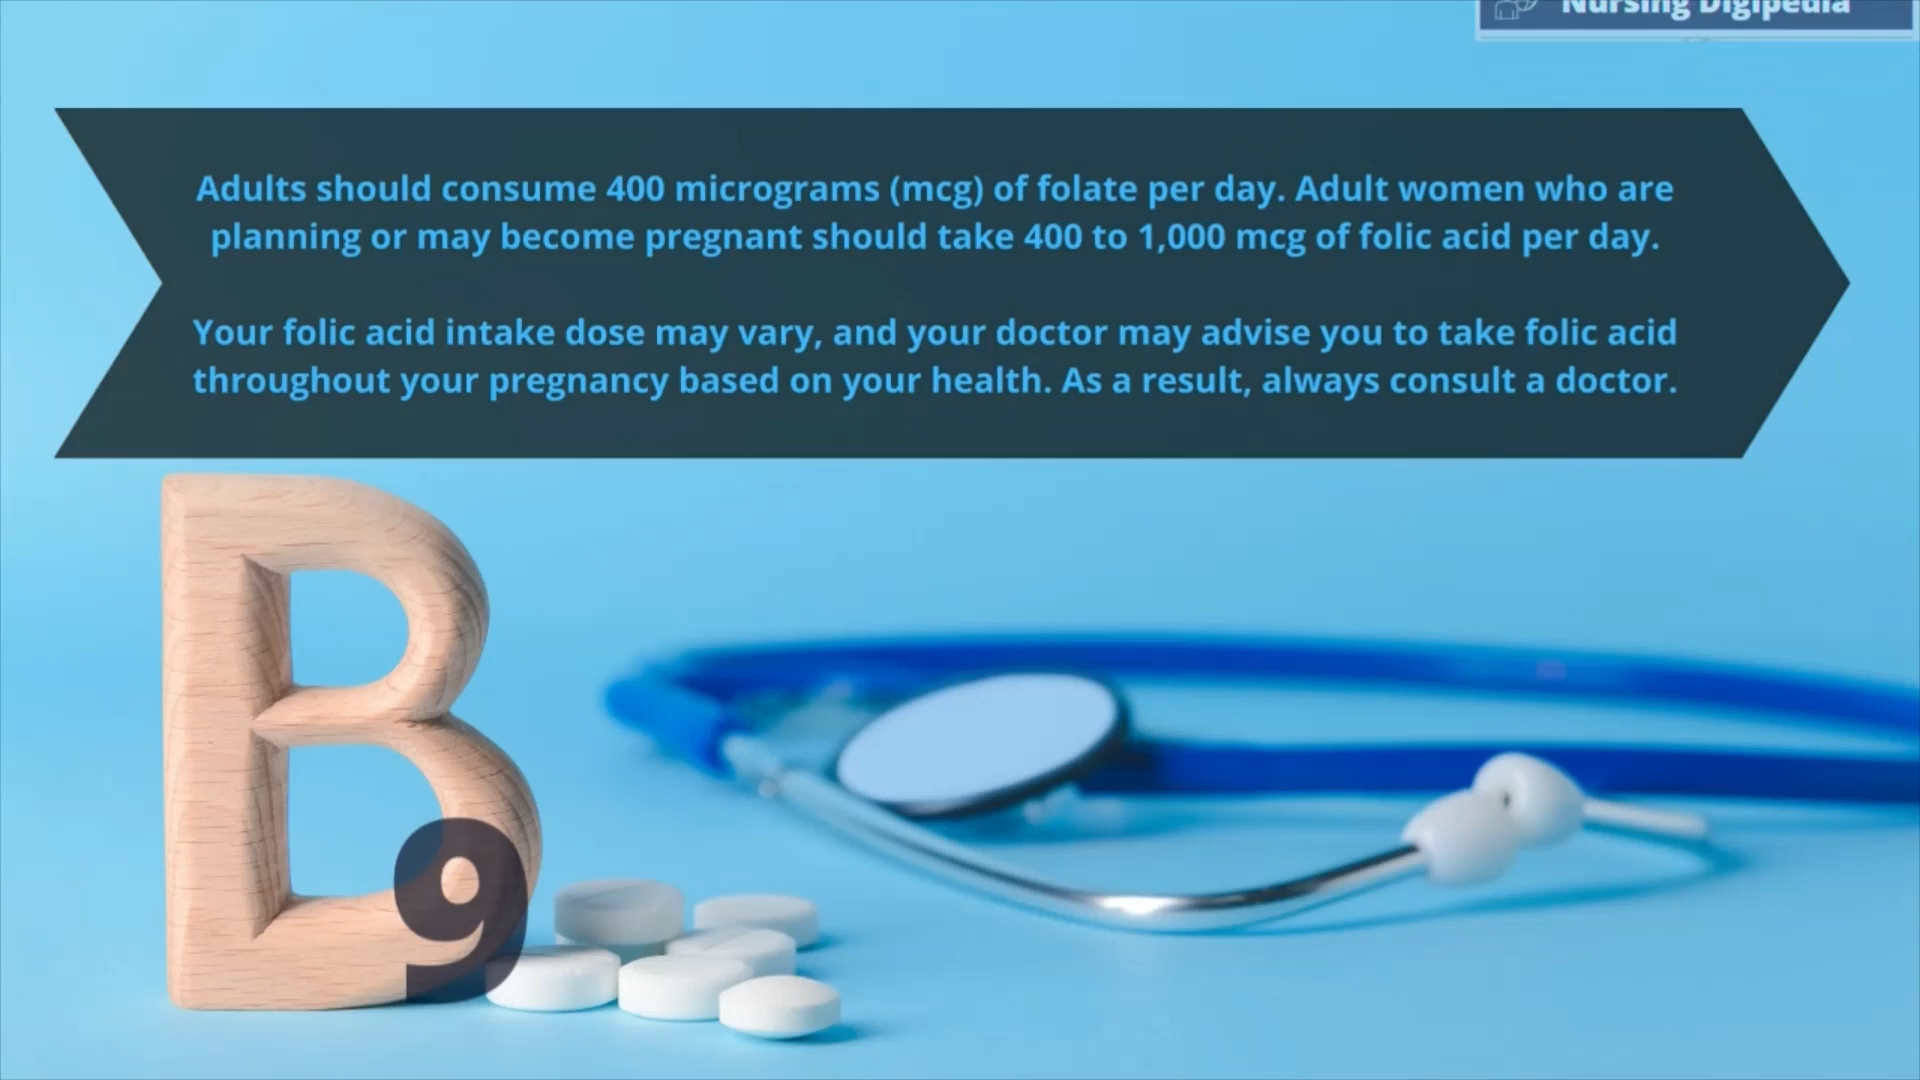 Nursing Digipedia
Adults should consume 400 micrograms (mcg) of folate per day. Adult women who are
planning or may become pregnant should take 400 to 1,000 mcg of folic acid per day.
Your folic acid intake dose may vary, and your doctor may advise you to take folic acid
throughout your pregnancy based on your health. As a result, always consult a doctor.
B
9